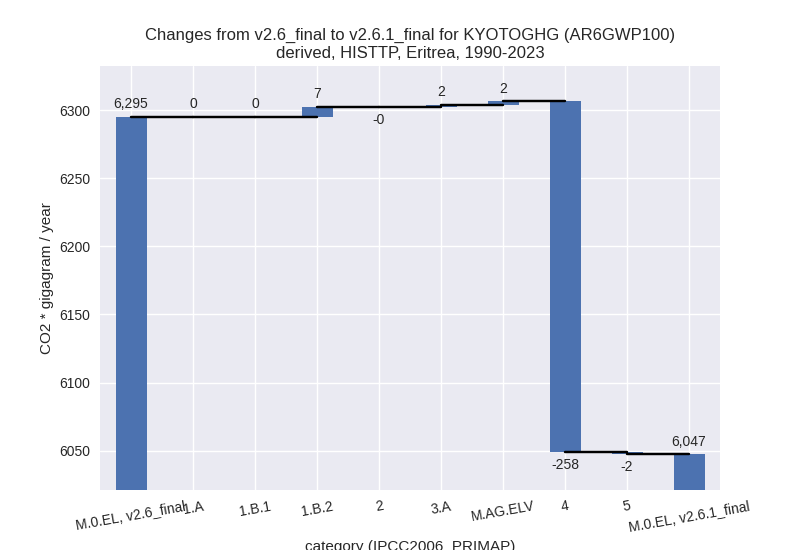 Changes from v2.6_final to v2.6.1_final for KYOTOGHG (AR6GWP100)
derived, HISTTP, Eritrea, 1990-2023
CO2 * gigagram / year
6300
6250
6200
6150
6100
6050
6,295
0
0
7
-0
2
2
-258
-2
6,047
M.0.EL, v2.6_final
1.A
1.B.1
1.B.2
2
3.A
M.AG.ELV
4
5
M.0.EL, v2.6.1_final
category (IPCC2006_PRIMAP)